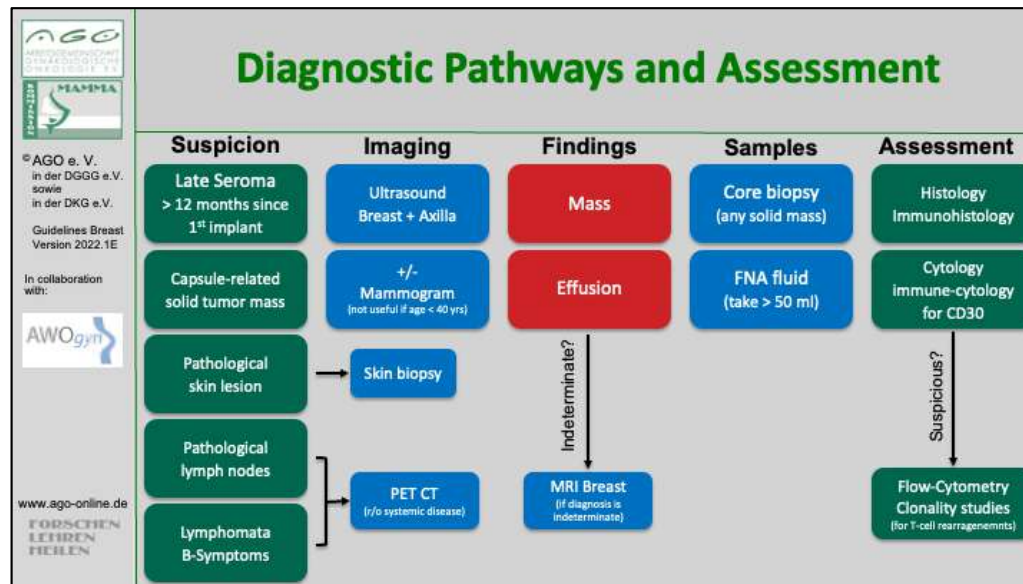 AGO
ARBEITSGEMEINSCHAFT
GYNÄKOLOGISCHE
ONKOLOGIE E.V.
MAMMA
© AGO e. V.
in der DGGG e.V.
sowie
in der DKG e.V.
Guidelines Breast
Version 2022.1E
In collaboration
with:
AWOgyn
www.ago-online.de
FORSCHEN
LEHREN
HEILEN
Diagnostic Pathways and Assessment
Suspicion
Late Seroma
> 12 months since
1st implant
Capsule-related
solid tumor mass
Pathological
skin lesion
Pathological
lymph nodes
Lymphomata
B-Symptoms
Imaging
Ultrasound
Breast + Axilla
+/-
Mammogram
(not useful if age < 40 yrs)
Skin biopsy
PET CT
(r/o systemic disease)
Findings
Mass
Effusion
Indeterminate?
MRI Breast
(if diagnosis is
indeterminate)
Samples
Core biopsy
(any solid mass)
FNA fluid
(take > 50 ml)
Assessment
Histology
Immunohistology
Cytology
immune-cytology
for CD30
Suspicious?
Flow-Cytometry
Clonality studies
(for T-cell rearragenemnts)